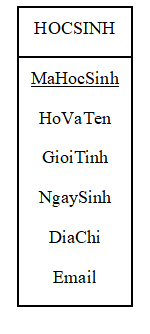 HOCSINH
MaHocSinh
HoVaTen
GioiTinh
NgaySinh
DiaChi
Email